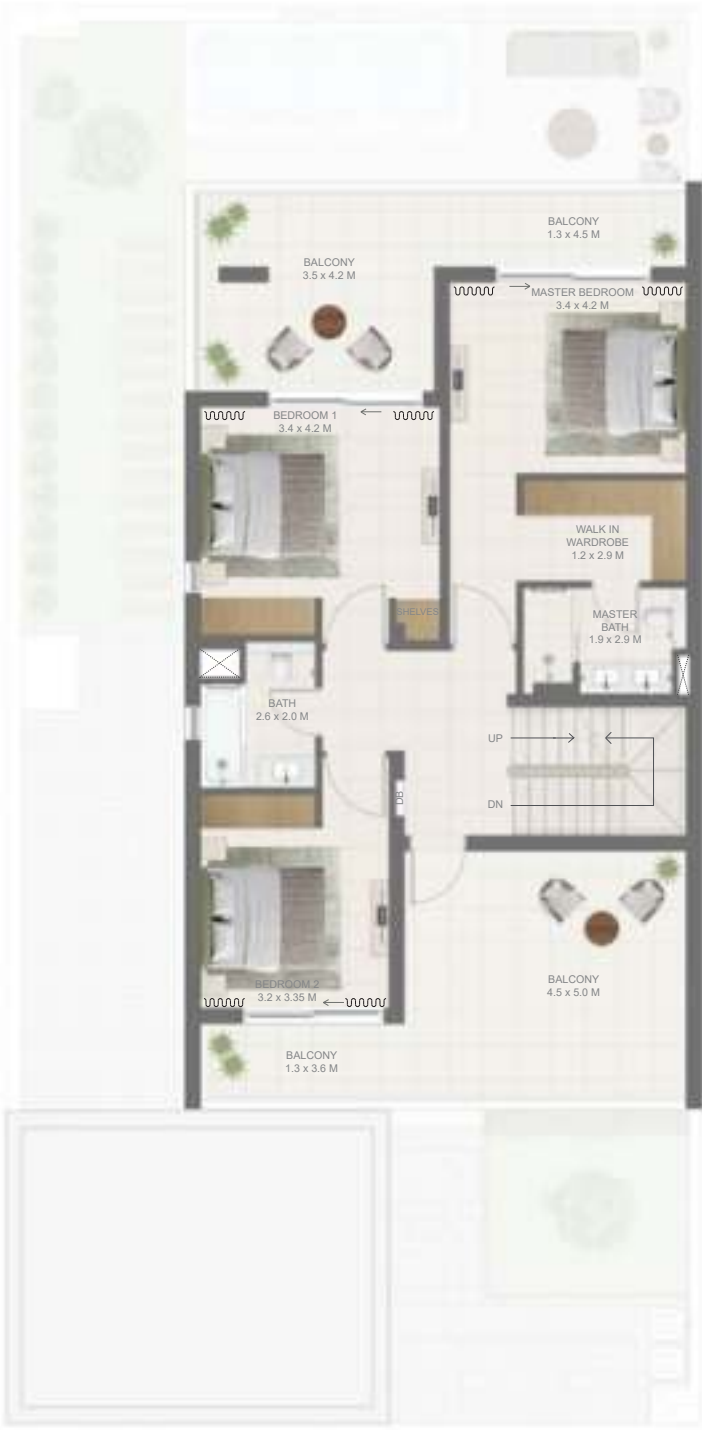 BALCONY
1.3 x 4.5 M
BALCONY
3.5 x 4.2 M
MASTER BEDROOM
3.4 x 4.2 M
BEDROOM 1
3.4 x 4.2 M
WALK IN
WARDROBE
1.2 x 2.9 M
SHELVES
MASTER
BATH
1.9 x 2.9 M
BATH
2.6 x 2.0 M
UP
DB
DN
BEDROOM 2
3.2 x 3.35 M
BALCONY
4.5 x 5.0 M
BALCONY
1.3 x 3.6 M